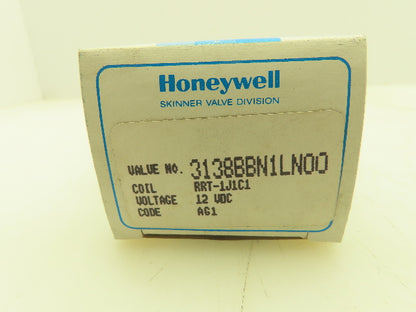 Honeywell
SKINNER VALVE DIVISION
VALVE NO. 3138BBN1LN00
COIL RRT-1J1C1
VOLTAGE 12 VDC
CODE AG1